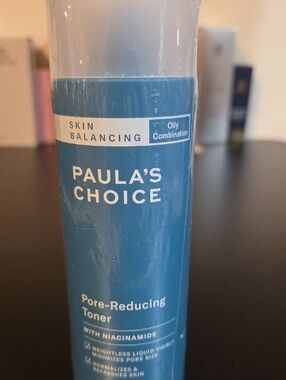 SKIN
BALANCING
Oily
Combination
PAULA'S
CHOICE
Pore-Reducing
Toner
WITH NIACINAMIDE
WEIGHTLESS LIQUID VISIBLY
MINIMIZES PORE SIZE
NORMALIZES &
REFRESHES SKIN